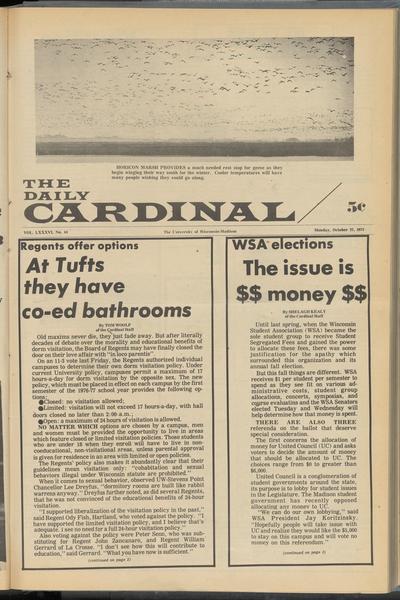 HORICON MARSH PROVIDES a much needed rest stop for geese as they
begin winging their way south for the winter. Cooler temperatures will have
many people wishing they could go along.
THE
DAILY
CARDINAL
5¢
VOL. LXXXVI, No.
The University of Wisconsin-Madison
Monday, October 27, 1975
Regents offer options
At Tufts
they have
co-ed bathrooms
By TOM WOOLF
of the Cardinal Staff
Old maxims never die, they just fade away. But after literally
decades of debate over the morality and educational benefits of
dorm visitation, the Board of Regents may have finally closed the
door on their love affair with "in loco parentis"
On an 11-5 vote last Friday, the Regents authorized individual
campuses to determine their own dorm visitation policy. Under
current University policy, campuses permit a maximum of 17
hours-a-day for dorm visitation by the opposite sex. The new
policy, which must be placed in effect on each campus by the first
semester of the 1976-77 school year provides the following op-
tions:
●Closed: no visitation allowed;
●Limited: visitation will not exceed 17 hours-a-day, with hall
doors closed no later than 2:00 a.m.;
●Open: a maximum of 24 hours of visitation is allowed.
NO MATTER WHICH options are chosen by a campus, men
and women must be provided the opportunity to live in areas
which feature closed or limited visitation policies. Those students
who are under 18 when they enroll will have to live in non-
coeducational, non-visitational areas, unless parental approval
is given for residence in an area with limited or open policies.
The Regents' policy also makes it abundantly clear that their
guidelines mean visitation only: "cohabitation and sexual
behaviors illegal under Wisconsin statute are prohibited."
When it comes to sexual behavior, observed UW-Steven Point
Chancellor Lee Dreyfus, "dormitory rooms are built like rabbit
warrens anyway." Dreyfus further noted, as did several Regents,
that he was not convinced of the educational benefits of 24-hour
visitation.
"I supported liberalization of the visitation policy in the past,"
said Regent Ody Fish, Hartland, who voted against the policy. "I
have supported the limited visitation policy, and I believe that's
adequate. I see no need for a full 24-hour visitation policy."
Also voting against the policy were Peter Senn, who was sub-
stituting for Regent John Zancanaro, and Regent William
Gerrard of La Crosse. "I don't see how this will contribute to
education," said Gerrard. "What you have now is sufficient."
(continued on page 2)
WSA elections
The issue is
$$ money $$
By SHELAGH KEALY
of the Cardinal Staff
Until last spring, when the Wisconsin
Student Association (WSA) became the
sole student group to receive Student
Segregated Fees and gained the power
to allocate these fees, there was some
justification for the apathy which
surrounded this organization and its
annual fall election.
But this fall things are different. WSA
receives $1 per student per semester to
spend as they see fit on various ad-
ministrative costs, student group
allocations, concerts, symposias, and
course evaluations and the WSA Senators
elected Tuesday and Wednesday will
help determine how that money is spent.
THERE ARE ALSO THREE
referenda on the ballot that deserve
special consideration.
The first concerns the allocation of
money for United Council (UC) and asks
voters to decide the amount of money
that should be allocated to UC. The
choices range from $0 to greater than
$6,000.
United Council is a conglomeration of
student governments around the state,
its purpose is to lobby for student issues
in the Legislature. The Madison student
government has recently opposed
allocating any money to UC.
"We can do our own lobbying," said
WSA President Jay Koritzinsky.
"Hopefully people will take issue with
UC and realize they would like the $5,000
to stay on this campus and will vote no
money on this referendum."
(continued on page 2)